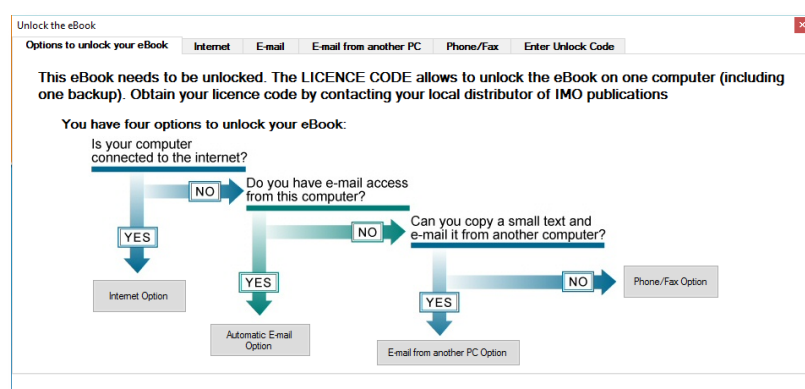 Unlock the eBook
Options to unlock your eBook Internet E-mail E-mail from another PC Phone/Fax Enter Unlock Code
This eBook needs to be unlocked. The LICENCE CODE allows to unlock the eBook on one computer (including
one backup). Obtain your licence code by contacting your local distributor of IMO publications
You have four options to unlock your eBook:
Is your computer
connected to the internet?
NO
Do you have e-mail access
from this computer?
YES
NO
Can you copy a small text and
e-mail it from another computer?
Internet Option
YES
NO
Phone/Fax Option
YES
Automatic E-mail
Option
E-mail from another PC Option